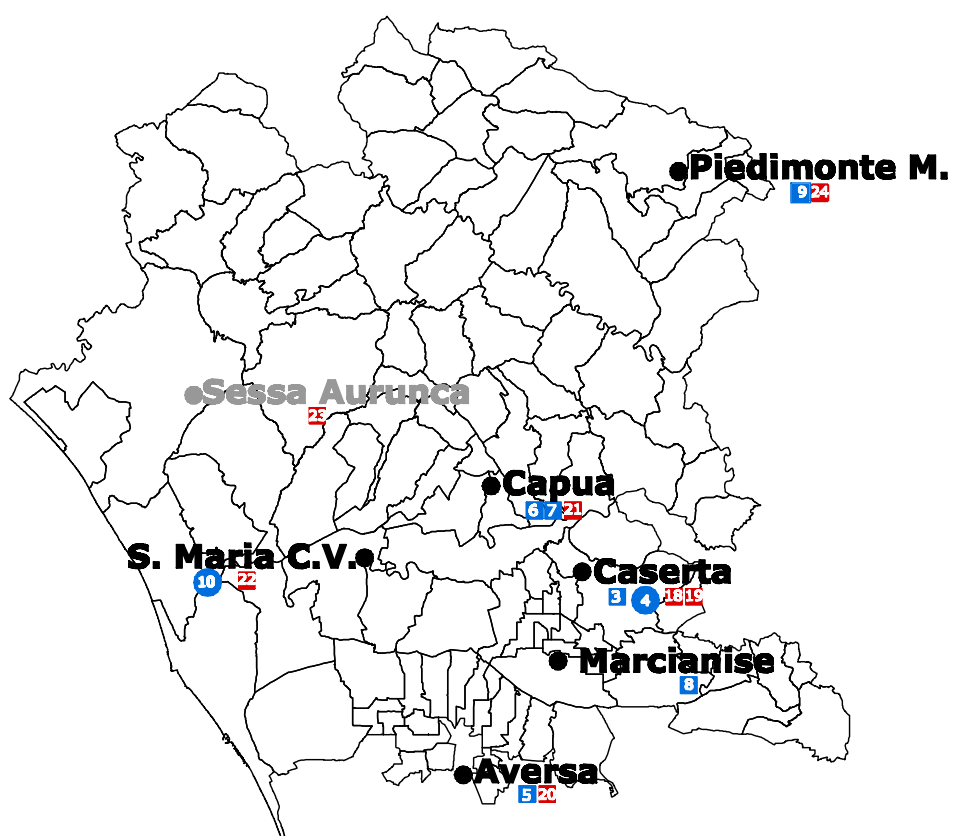 Piedimonte M.
9 24
Sessa Aurunca
23
Capua
6 7 21
S. Maria C.V.
10 22
Caserta
3 4 18 19
Marcianise
8
Aversa
5 20